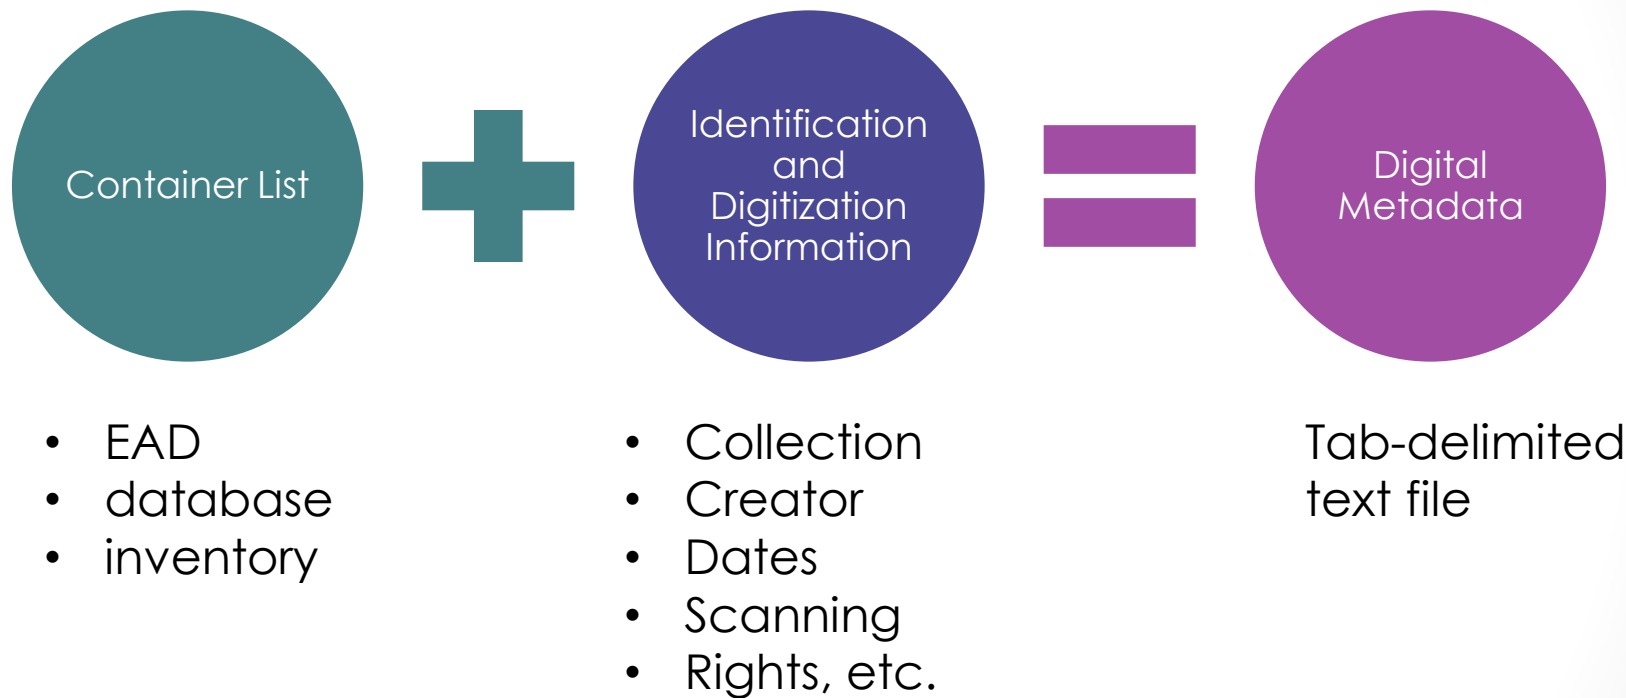 Container List
Identification
and
Digitization
Information
Digital
Metadata
• EAD
• database
• inventory
• Collection
• Creator
• Dates
• Scanning
• Rights, etc.
Tab-delimited
text file